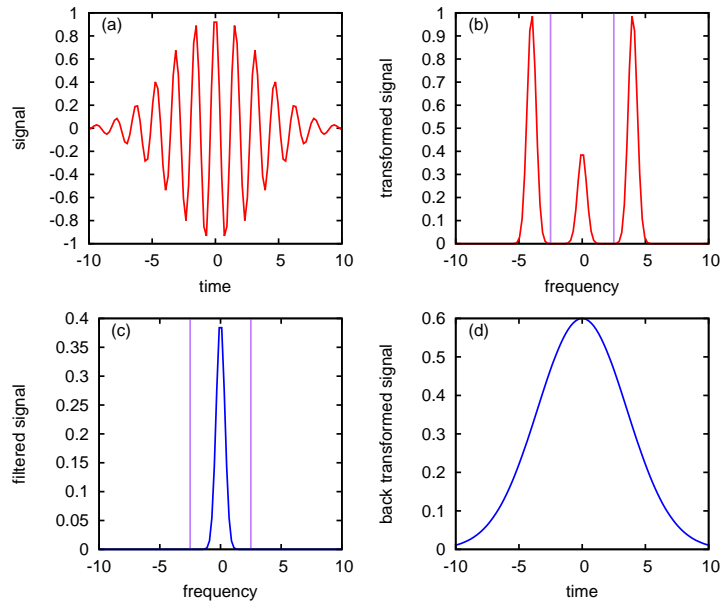 (a)
signal
1
0.8
0.6
0.4
0.2
0
-0.2
-0.4
-0.6
-0.8
-1
-10 -5 0 5 10
time
(b)
transformed signal
1
0.9
0.8
0.7
0.6
0.5
0.4
0.3
0.2
0.1
0
-10 -5 0 5 10
frequency
(c)
filtered signal
0.4
0.35
0.3
0.25
0.2
0.15
0.1
0.05
0
-10 -5 0 5 10
frequency
(d)
back transformed signal
0.6
0.5
0.4
0.3
0.2
0.1
0
-10 -5 0 5 10
time